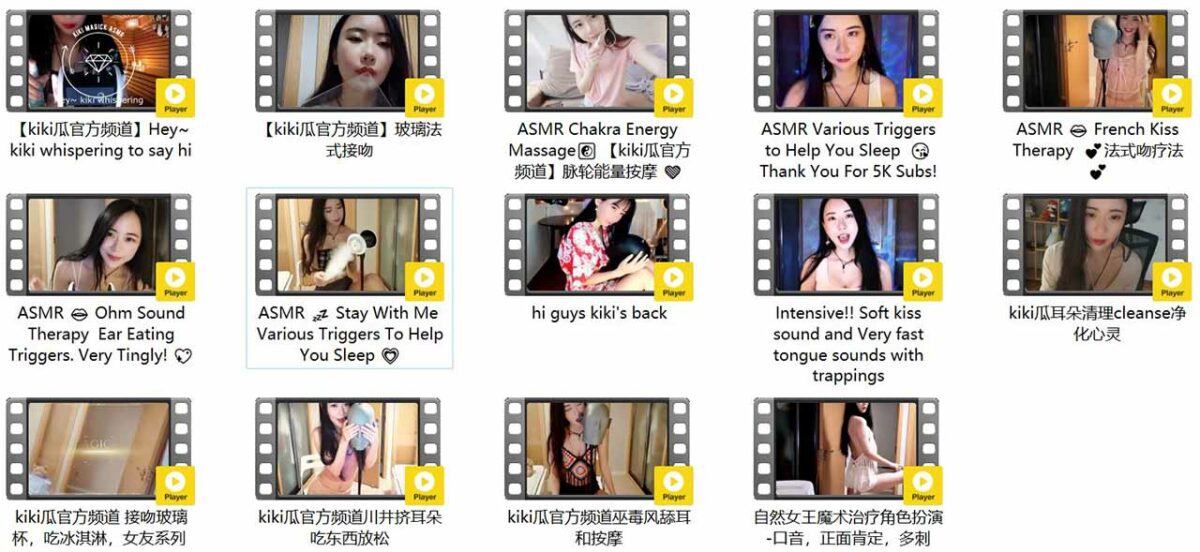 KIKI MAGICK ASMR
Hey~ kiki whispering
Player
【kiki瓜官方频道】Hey~
kiki whispering to say hi
Player
【kiki瓜官方频道】玻璃法
式接吻
Player
ASMR Chakra Energy
Massage☯ 【kiki瓜官方
频道】脉轮能量按摩 💜
Player
ASMR Various Triggers
to Help You Sleep 😘
Thank You For 5K Subs!
Player
ASMR 👄 French Kiss
Therapy 💕法式吻疗法
💕
Player
ASMR 👄 Ohm Sound
Therapy Ear Eating
Triggers. Very Tingly! 💘
Player
ASMR 💤 Stay With Me
Various Triggers To Help
You Sleep 💗
Player
hi guys kiki's back
Player
Intensive!! Soft kiss
sound and Very fast
tongue sounds with
trappings
Player
kiki瓜耳朵清理cleanse净
化心灵
Player
kiki瓜官方频道 接吻玻璃
杯，吃冰淇淋，女友系列
Player
kiki瓜官方频道川井挤耳朵
吃东西放松
Player
kiki瓜官方频道巫毒风舔耳
和按摩
Player
自然女王魔术治疗角色扮演
-口音，正面肯定，多刺